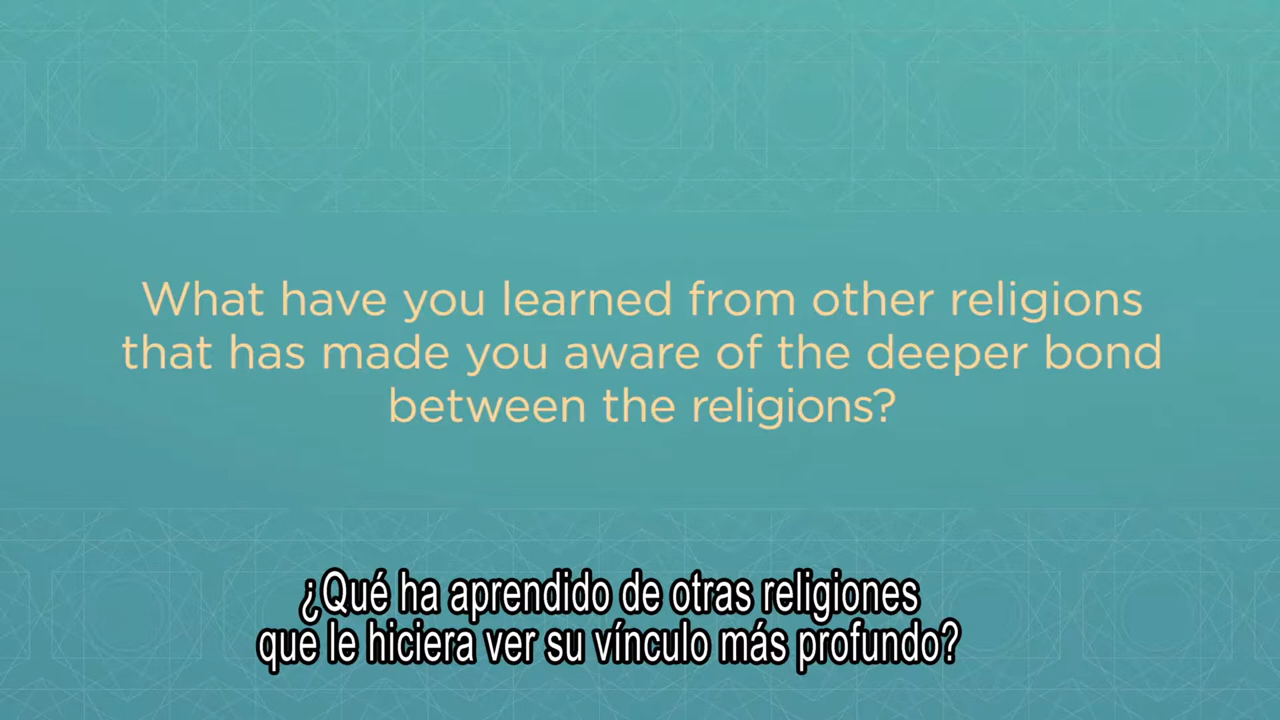 What have you learned from other religions
that has made you aware of the deeper bond
between the religions?
¿Qué ha aprendido de otras religiones
que le hiciera ver su vínculo más profundo?